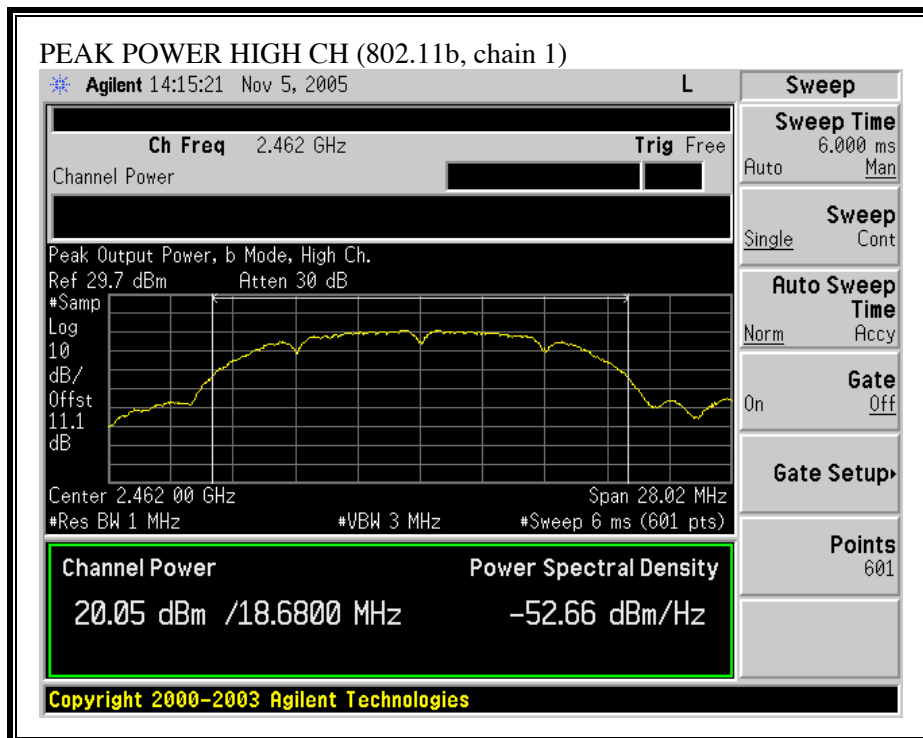 PEAK POWER HIGH CH (802.11b, chain 1)
Agilent 14:15:21 Nov 5, 2005 L
Sweep
Ch Freq 2.462 GHz Trig Free
Channel Power
Sweep Time
6.000 ms
Auto Man
Sweep
Single Cont
Auto Sweep
Time
Norm Accy
Gate
On Off
Gate Setup
Points
601
Peak Output Power, b Mode, High Ch.
Ref 29.7 dBm Atten 30 dB
#Samp
Log
10
dB/
Offst
11.1
dB
Center 2.462 00 GHz Span 28.02 MHz
#Res BW 1 MHz #VBW 3 MHz #Sweep 6 ms (601 pts)
Channel Power Power Spectral Density
20.05 dBm /18.6800 MHz -52.66 dBm/Hz
Copyright 2000-2003 Agilent Technologies